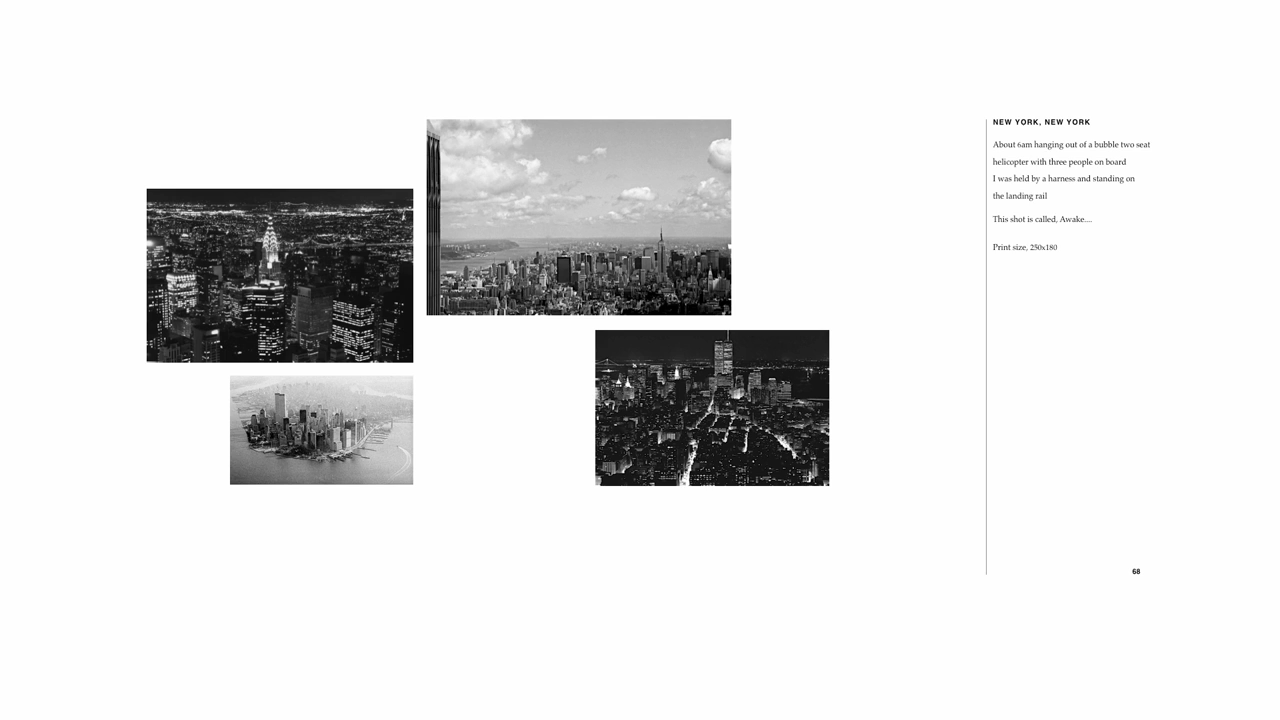 NEW YORK, NEW YORK
About 6am hanging out of a bubble two seat
helicopter with three people on board
I was held by a harness and standing on
the landing rail
This shot is called, Awake....
Print size, 250x180
68